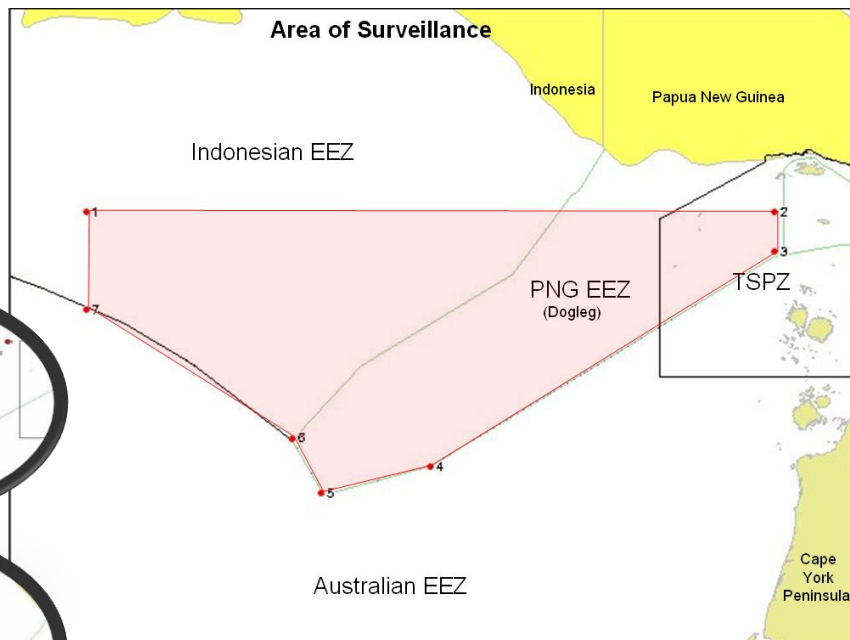 Area of Surveillance
Indonesia
Papua New Guinea
Indonesian EEZ
1
2
3
TSPZ
PNG EEZ
(Dogleg)
7
6
4
5
Cape
York
Peninsula
Australian EEZ